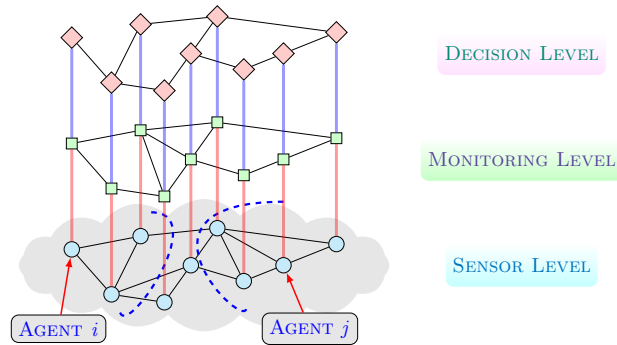 Decision Level
Monitoring Level
Sensor Level
Agent i
Agent j